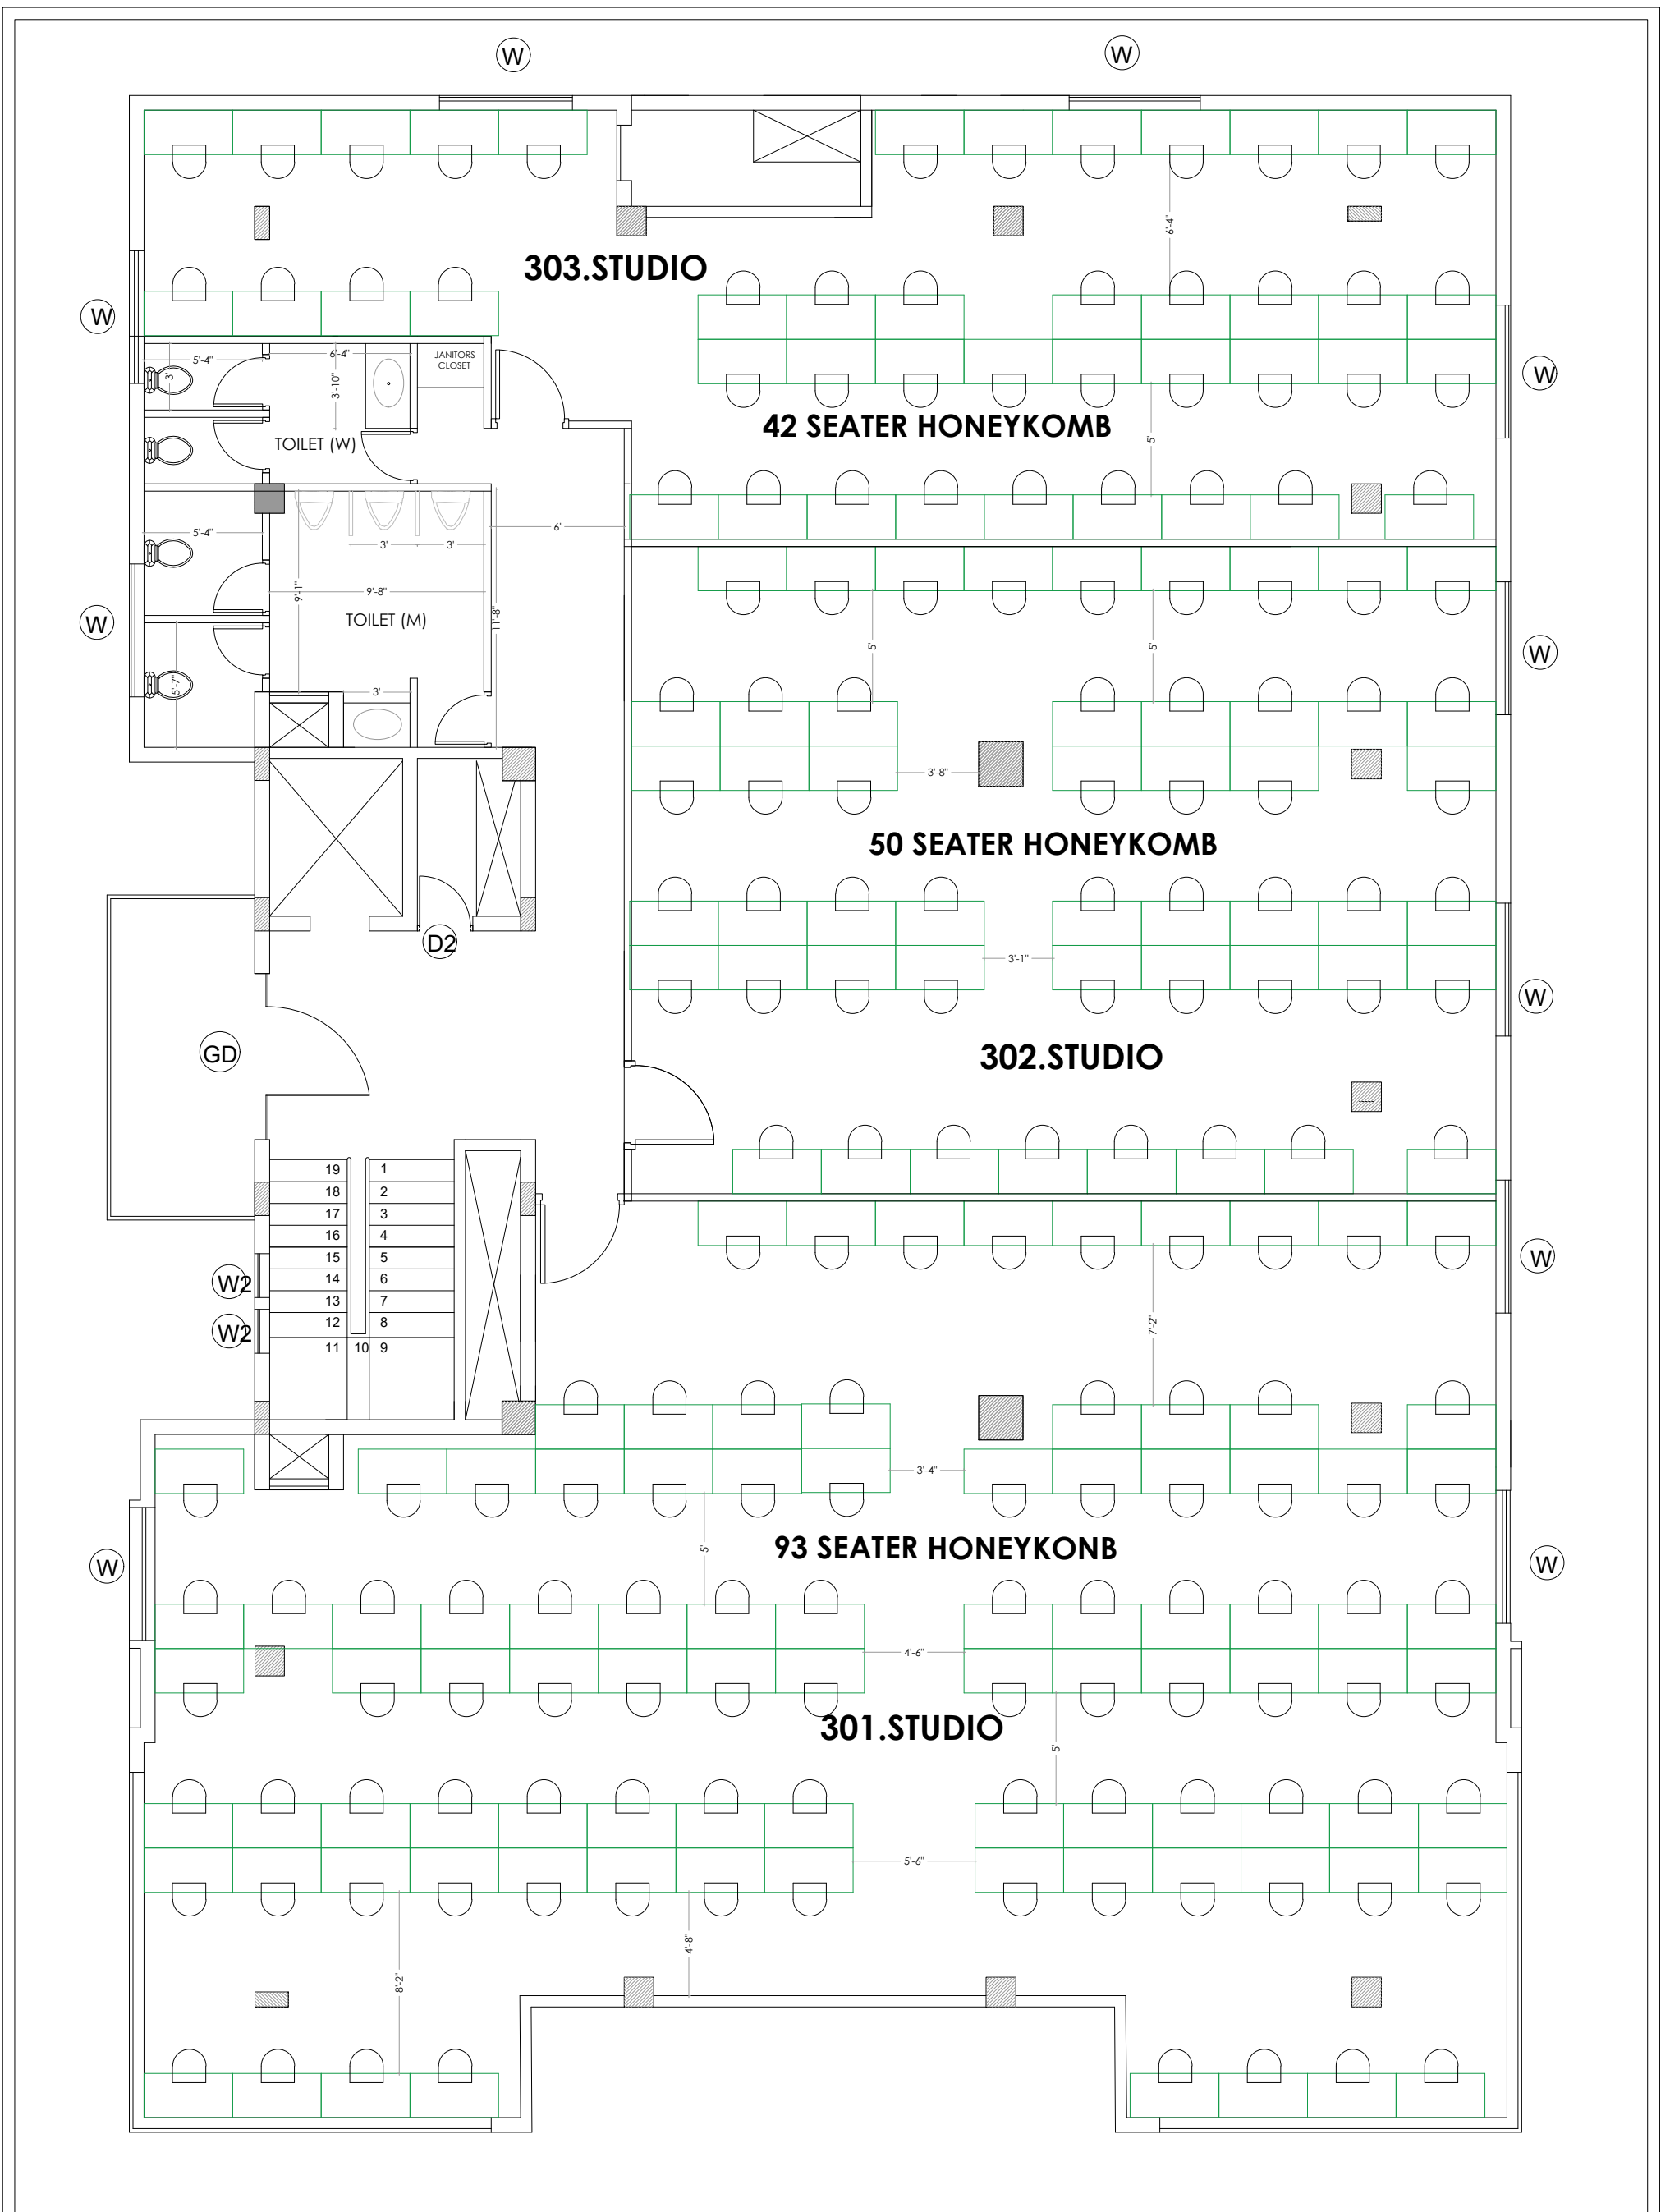 W
W
6'-4"
303.STUDIO
W
5'-4"
6'-4"
JANITORS
CLOSET
3'
3'-10"
W
42 SEATER HONEYKOMB
5'
TOILET (W)
5'-4"
3'
3'
6'
9'-1"
9'-8"
11'-8"
TOILET (M)
W
5'
5'
W
5'-7"
3'
3'-8"
50 SEATER HONEYKOMB
D2
3'-1"
W
GD
302.STUDIO
19 1
18 2
17 3
16 4
15 5
14 6
13 7
12 8
11 10 9
W2
W2
W
7'-2"
3'-4"
5'
93 SEATER HONEYKONB
W
W
4'-6"
301.STUDIO
5'
5'-6"
4'-8"
8'-2"